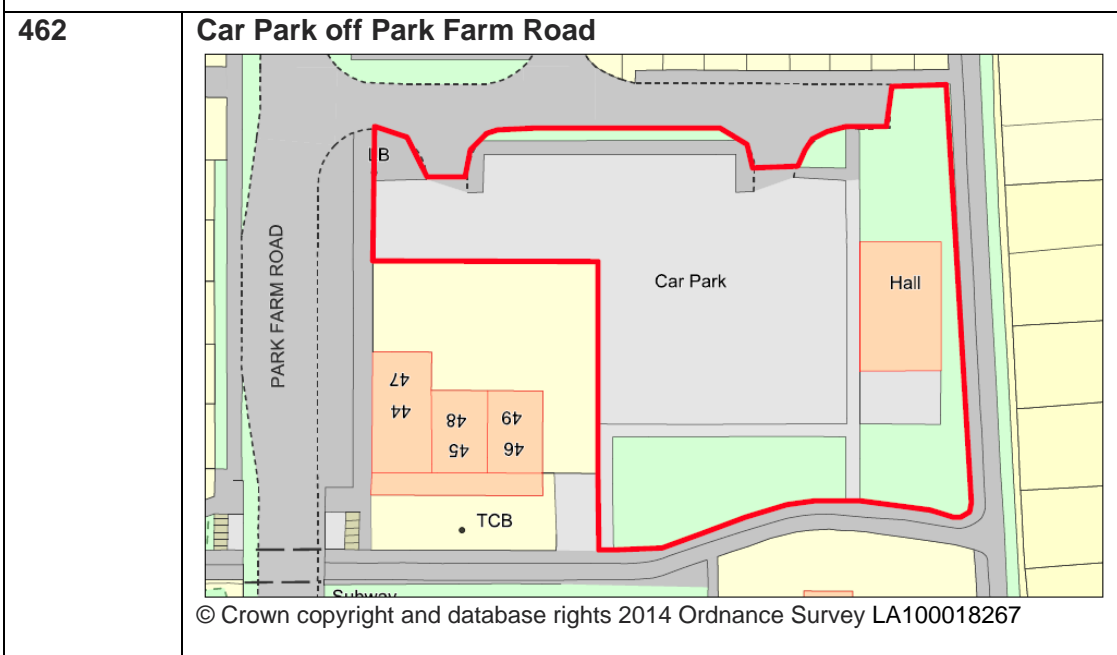 462
Car Park off Park Farm Road
LB
PARK FARM ROAD
Car Park
Hall
47
44
48
45
49
46
TCB
Subway
© Crown copyright and database rights 2014 Ordnance Survey LA100018267